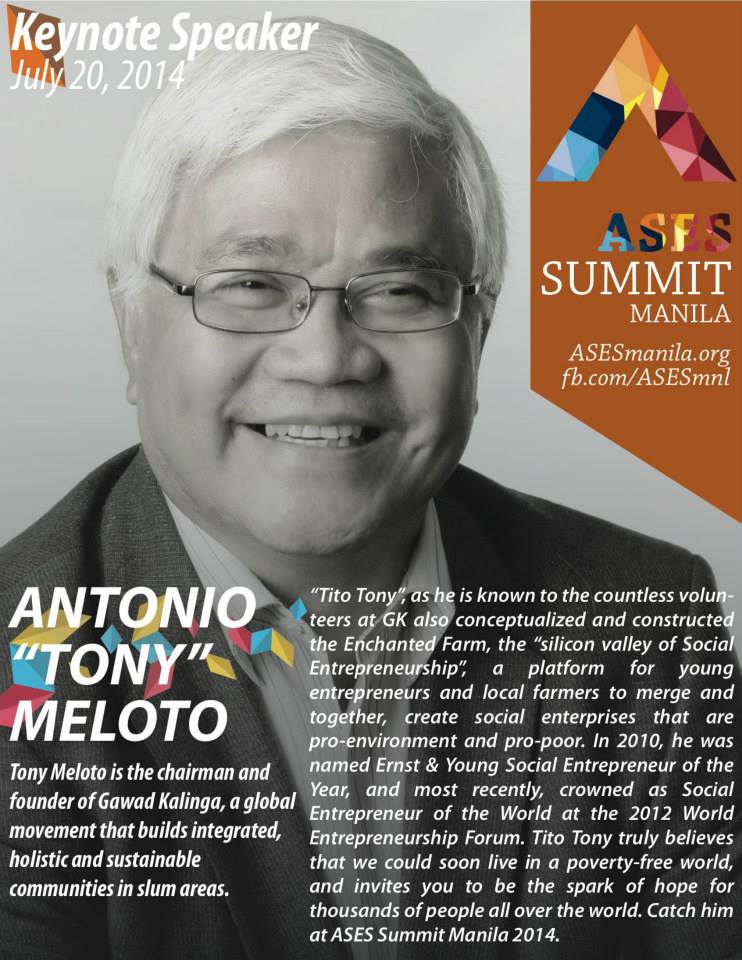 Keynote Speaker
July 20, 2014
ASES
SUMMIT
MANILA
ASESmanila.org
fb.com/ASESmnl
ANTONIO
“TONY”
MELOTO
Tony Meloto is the chairman and
founder of Gawad Kalinga, a global
movement that builds integrated,
holistic and sustainable
communities in slum areas.
“Tito Tony”, as he is known to the countless volun-
teers at GK also conceptualized and constructed
the Enchanted Farm, the “silicon valley of Social
Entrepreneurship”, a platform for young
entrepreneurs and local farmers to merge and
together, create social enterprises that are
pro-environment and pro-poor. In 2010, he was
named Ernst & Young Social Entrepreneur of the
Year, and most recently, crowned as Social
Entrepreneur of the World at the 2012 World
Entrepreneurship Forum. Tito Tony truly believes
that we could soon live in a poverty-free world,
and invites you to be the spark of hope for
thousands of people all over the world. Catch him
at ASES Summit Manila 2014.